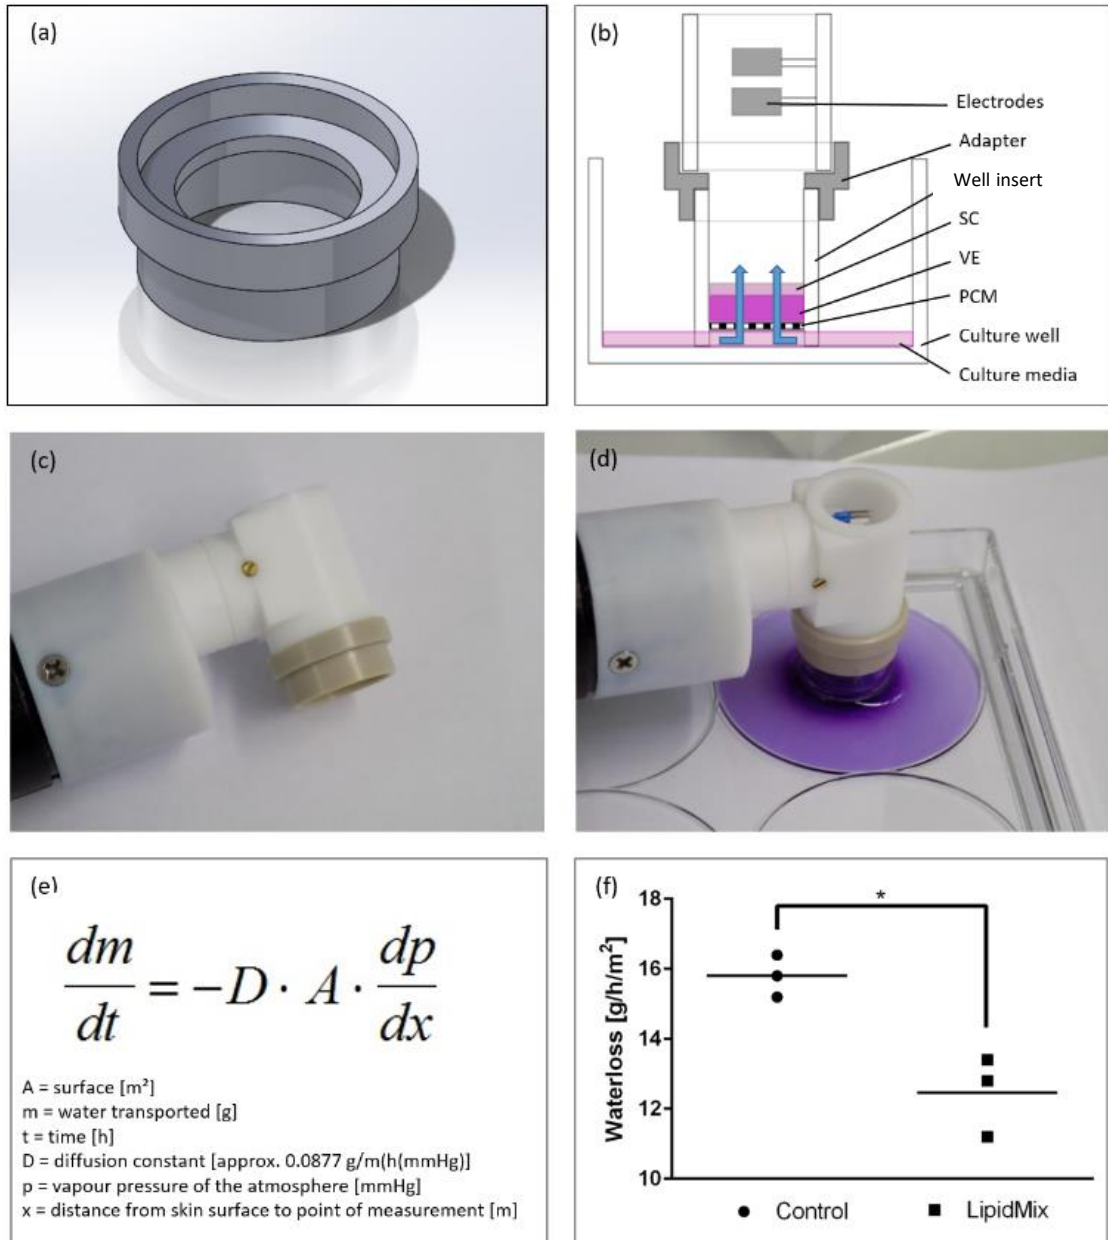 (a)
(b)
Electrodes
Adapter
Well insert
SC
VE
PCM
Culture well
Culture media
(c)
(d)
(e)
dm/dt = −D · A · dp/dx
A = surface [m²]
m = water transported [g]
t = time [h]
D = diffusion constant [approx. 0.0877 g/m(h(mmHg)]
p = vapour pressure of the atmosphere [mmHg]
x = distance from skin surface to point of measurement [m]
(f)
*
Waterloss [g/h/m²]
18
16
14
12
10
● Control ■ LipidMix